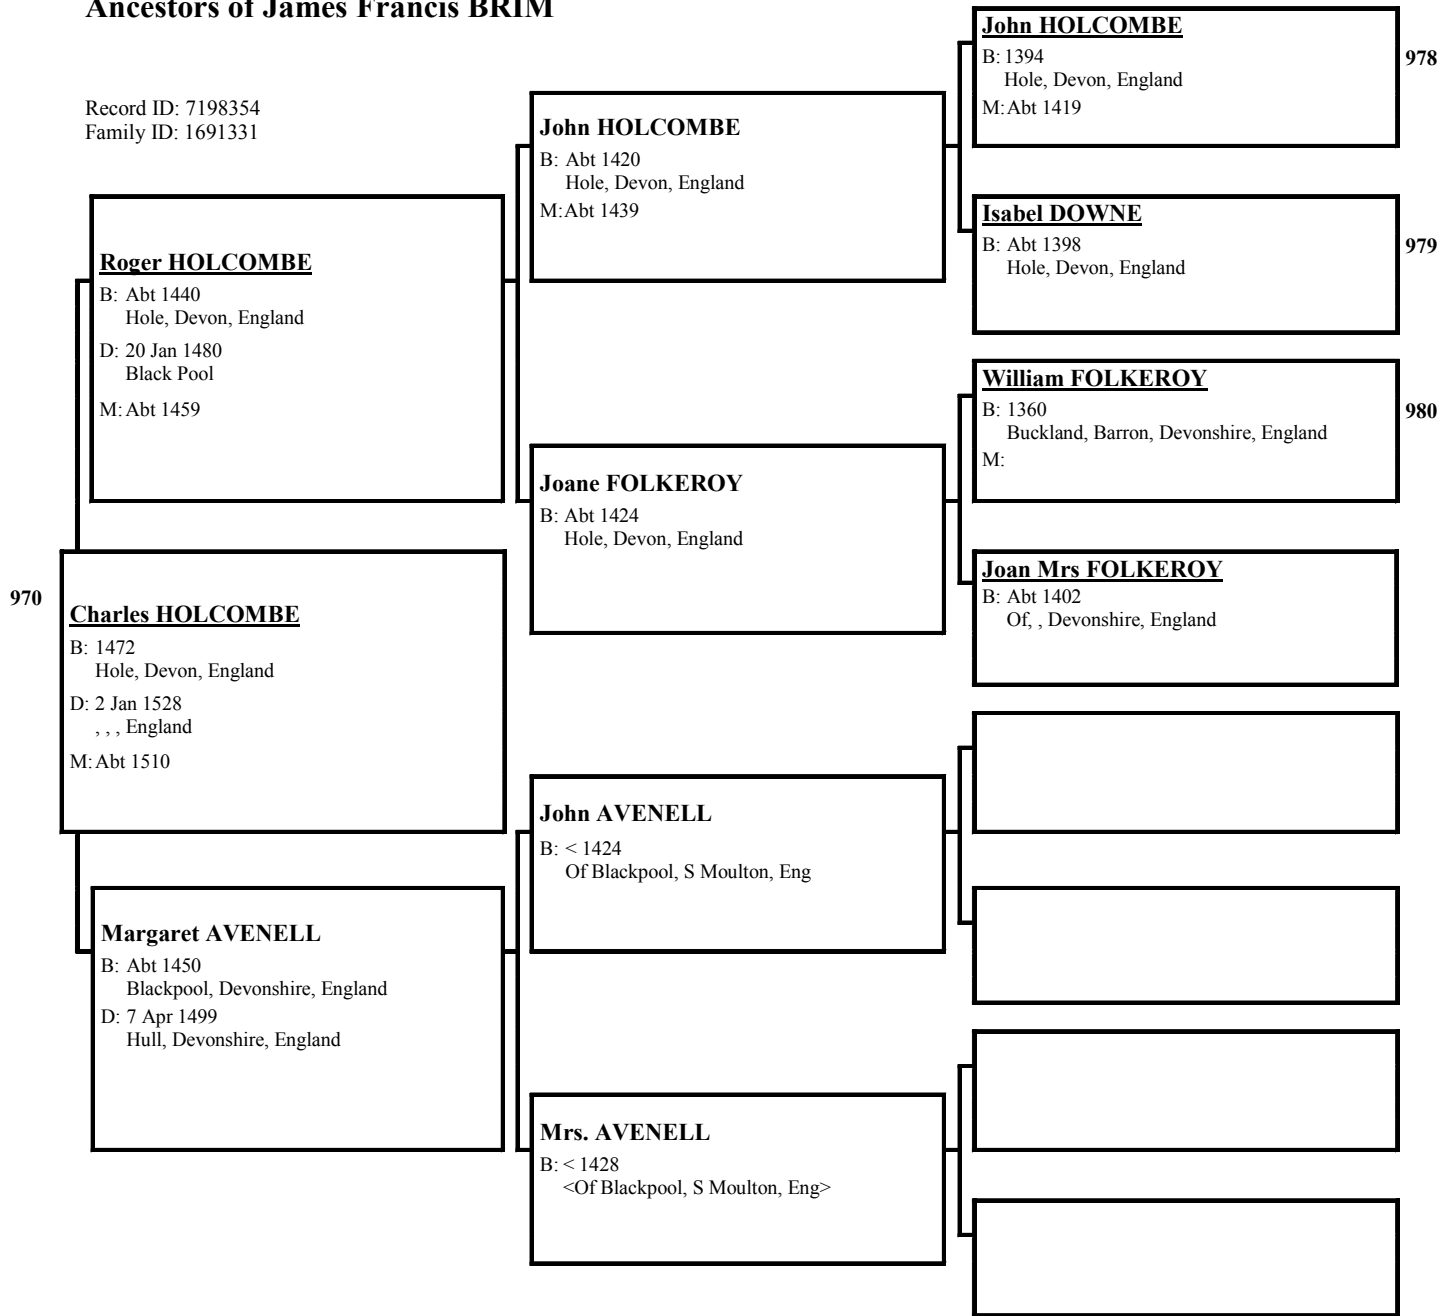 Ancestors of James Francis BRIM
Record ID: 7198354
Family ID: 1691331
970
Charles HOLCOMBE
B: 1472
Hole, Devon, England
D: 2 Jan 1528
, , , England
M: Abt 1510
Roger HOLCOMBE
B: Abt 1440
Hole, Devon, England
D: 20 Jan 1480
Black Pool
M: Abt 1459
Margaret AVENELL
B: Abt 1450
Blackpool, Devonshire, England
D: 7 Apr 1499
Hull, Devonshire, England
John HOLCOMBE
B: Abt 1420
Hole, Devon, England
M: Abt 1439
Joane FOLKEROY
B: Abt 1424
Hole, Devon, England
John AVENELL
B: < 1424
Of Blackpool, S Moulton, Eng
Mrs. AVENELL
B: < 1428
<Of Blackpool, S Moulton, Eng>
John HOLCOMBE
B: 1394
Hole, Devon, England
M: Abt 1419
978
Isabel DOWNE
B: Abt 1398
Hole, Devon, England
979
William FOLKEROY
B: 1360
Buckland, Barron, Devonshire, England
M:
980
Joan Mrs FOLKEROY
B: Abt 1402
Of, , Devonshire, England